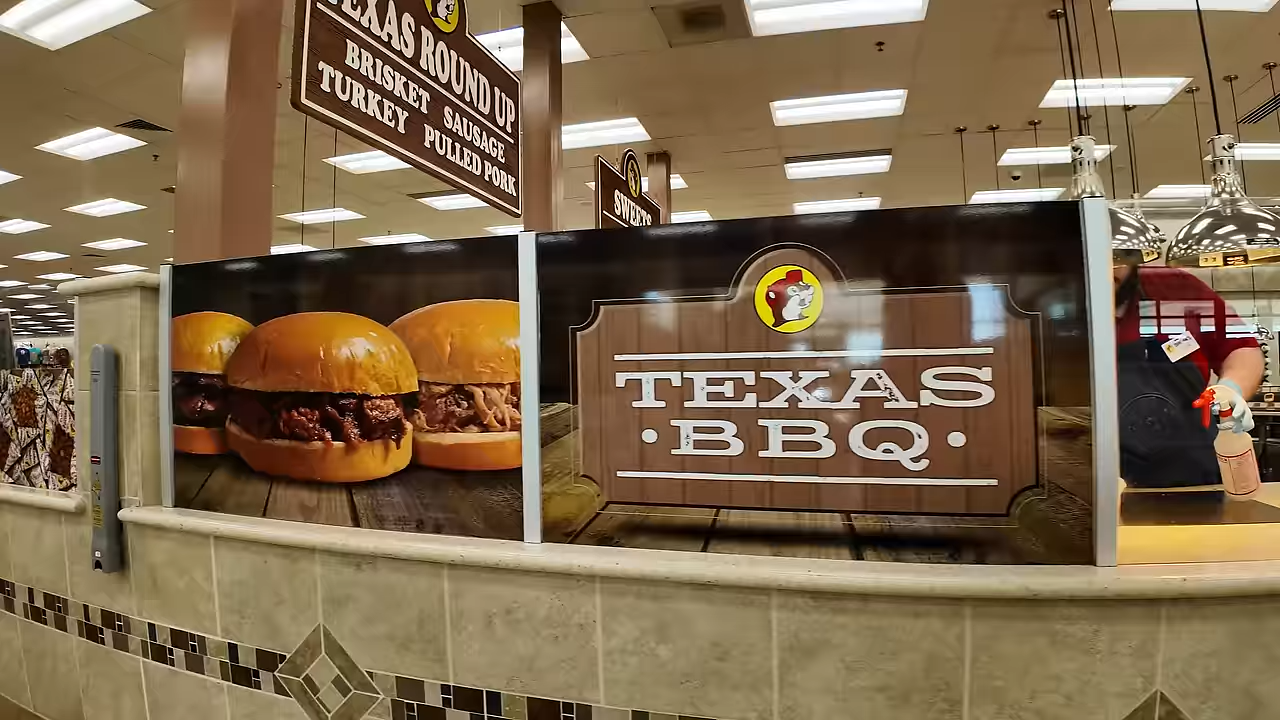 TEXAS ROUND UP
BRISKET SAUSAGE
TURKEY PULLED PORK
SWEETS
TEXAS
• BBQ •